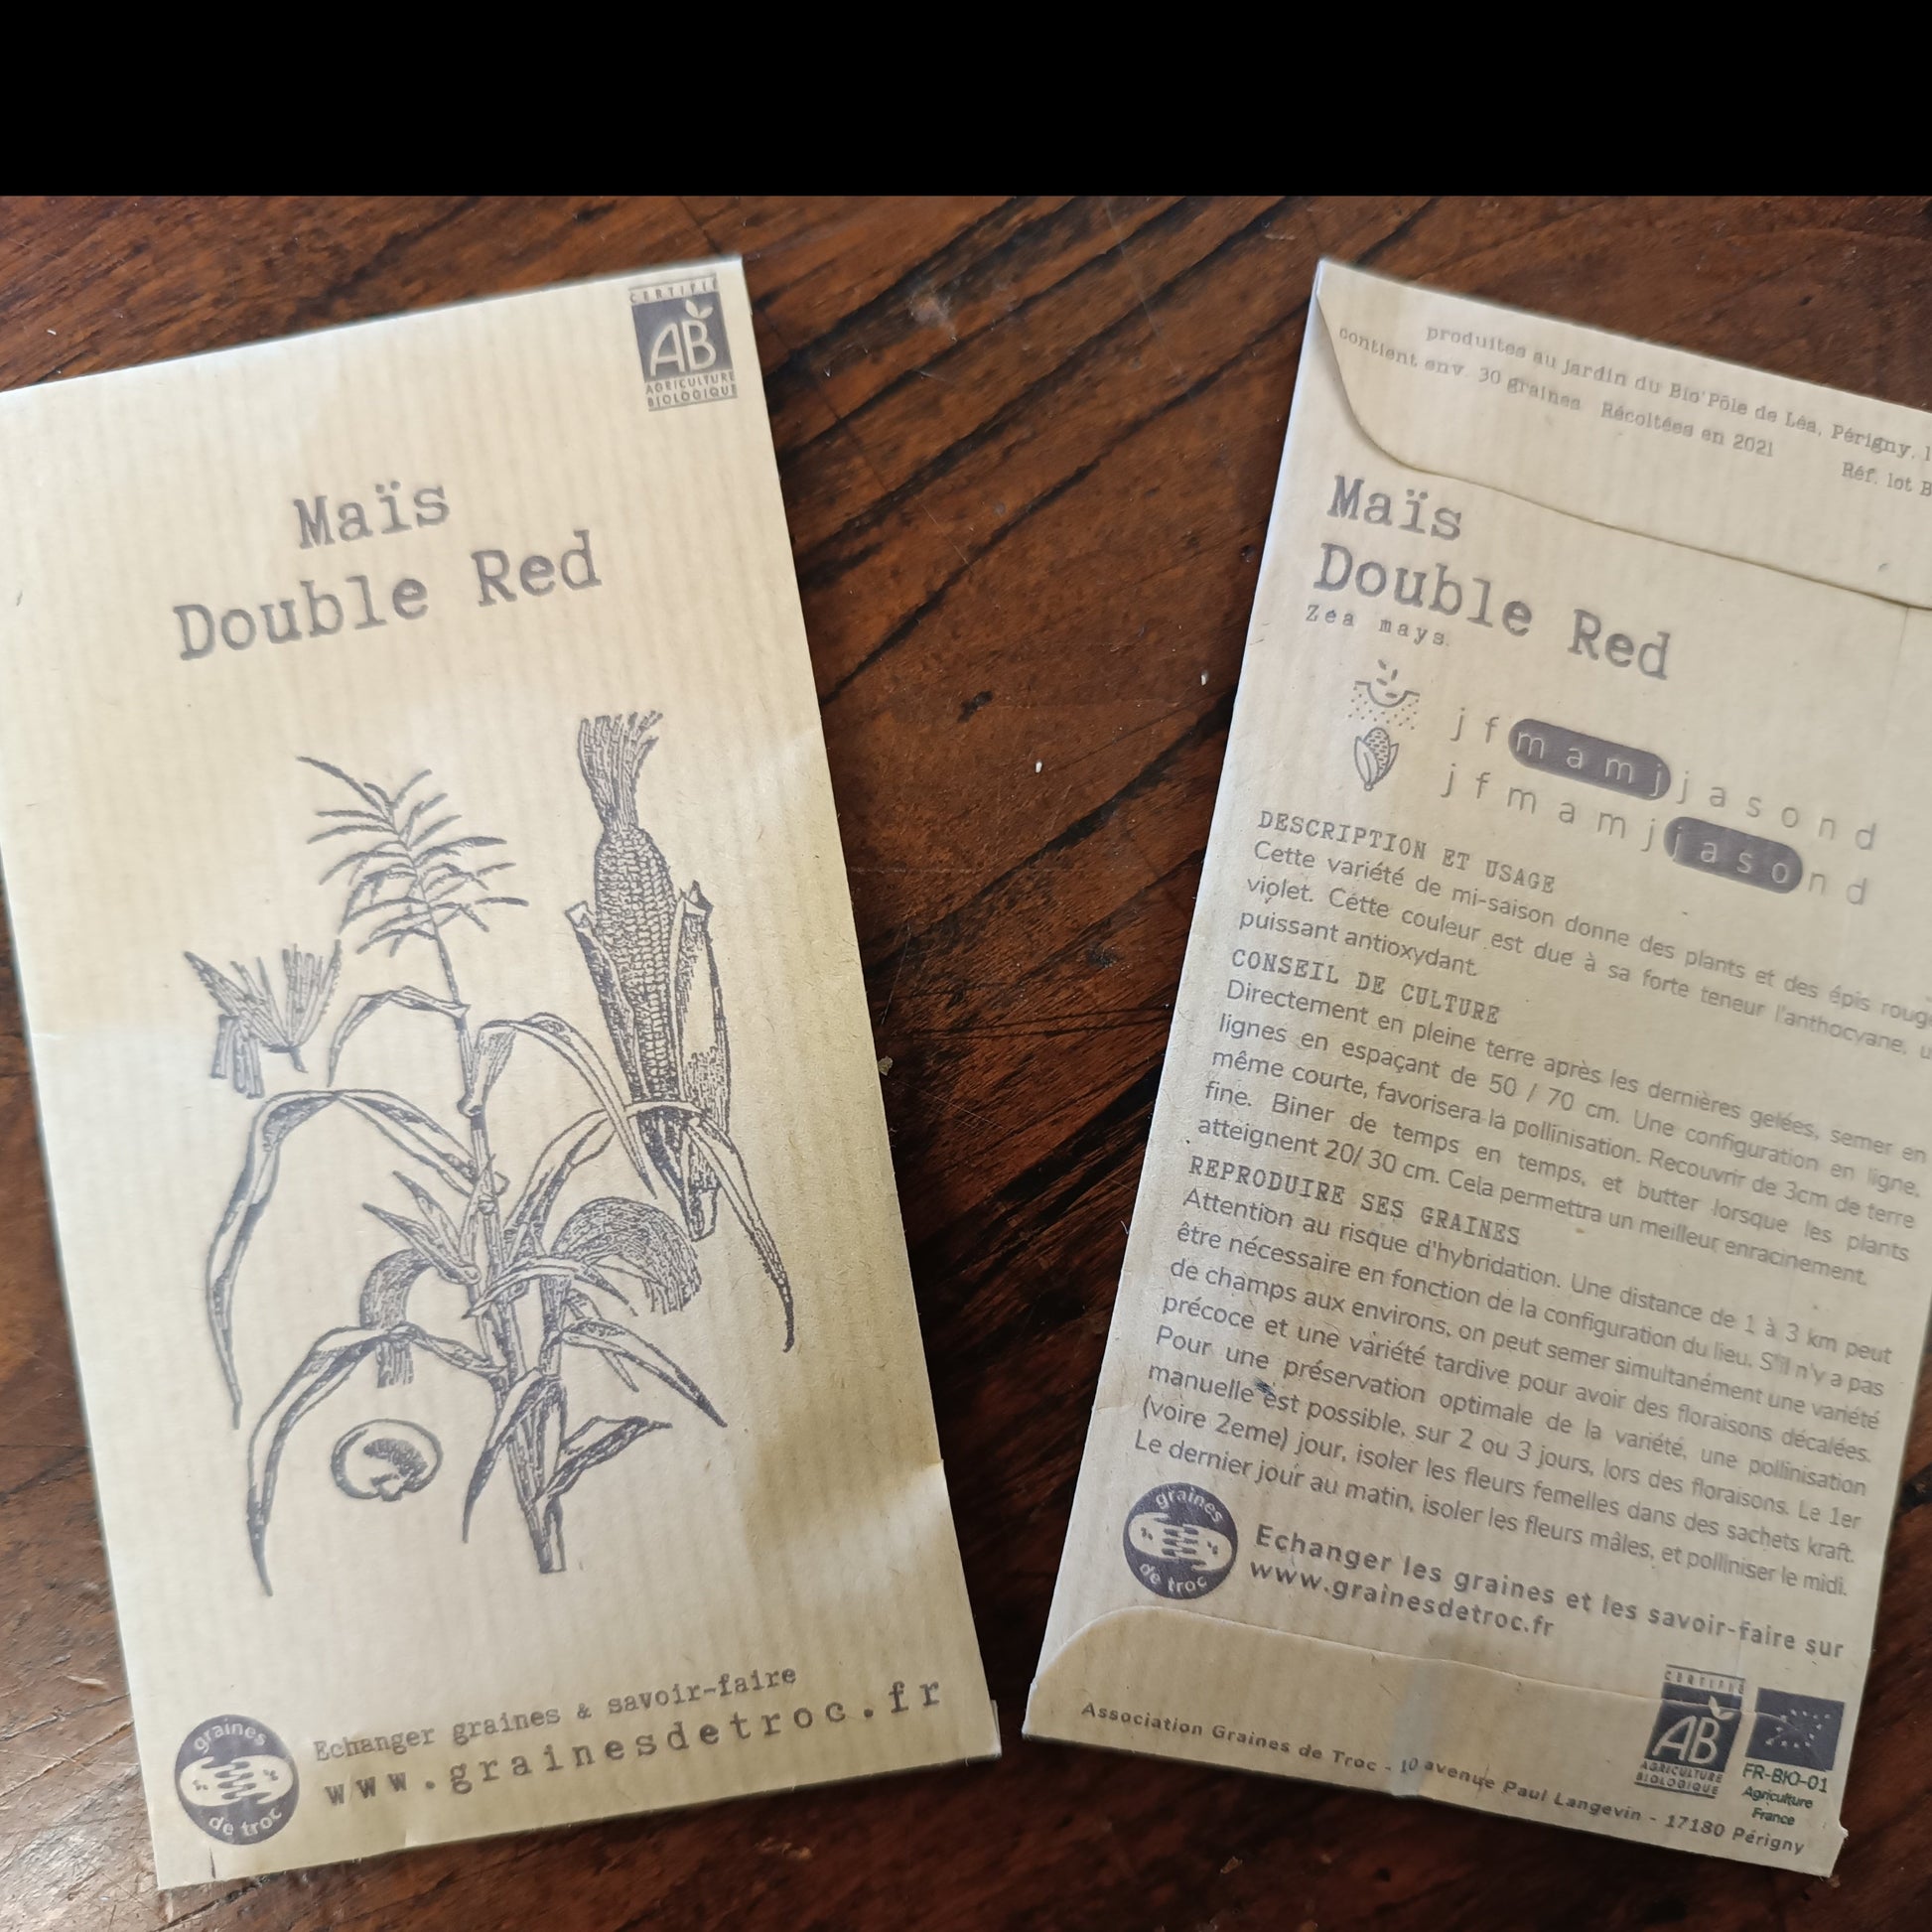 CERTIFIÉ
AB
AGRICULTURE
BIOLOGIQUE
Maïs
Double Red
graines
de troc
Echanger graines & savoir-faire
www.grainesdetroc.fr
produites au jardin du Bio'Pôle de Léa, Périgny,
contient env. 30 graines Récoltées en 2021
Réf. lot
Maïs
Double Red
Zea mays
j f m a m j j a s o n d
j f m a m j j a s o n d
DESCRIPTION ET USAGE
Cette variété de mi-saison donne des plants et des épis
violet. Cette couleur est due à sa forte teneur l'anthocyane,
puissant antioxydant.
CONSEIL DE CULTURE
Directement en pleine terre après les dernières gelées, semer en
lignes en espaçant de 50 / 70 cm. Une configuration en ligne,
même courte, favorisera la pollinisation. Recouvrir de 3cm de terre
fine. Biner de temps en temps, et butter lorsque les plants
atteignent 20/ 30 cm. Cela permettra un meilleur enracinement.
REPRODUIRE SES GRAINES
Attention au risque d'hybridation. Une distance de 1 à 3 km peut
être nécessaire en fonction de la configuration du lieu. S'il n'y a pas
de champs aux environs, on peut semer simultanément une variété
précoce et une variété tardive pour avoir des floraisons décalées.
Pour une préservation optimale de la variété, une pollinisation
manuelle est possible, sur 2 ou 3 jours, lors des floraisons. Le 1er
(voire 2eme) jour, isoler les fleurs femelles dans des sachets kraft.
Le dernier jour au matin, isoler les fleurs mâles, et polliniser le midi.
graines
de troc
Echanger les graines et les savoir-faire sur
www.grainesdetroc.fr
CERTIFIÉ
AB
AGRICULTURE
BIOLOGIQUE
FR-BIO-01
Agriculture
France
Association Graines de Troc - 10 avenue Paul Langevin - 17180 Périgny